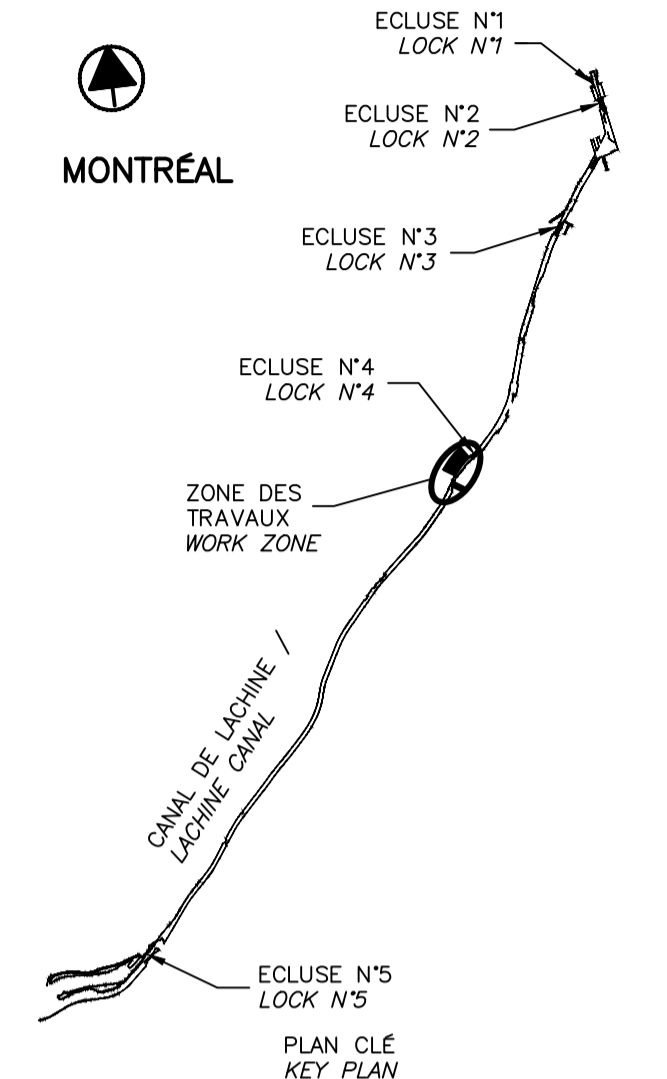 ECLUSE N°1
LOCK N°1
ECLUSE N°2
LOCK N°2
MONTRÉAL
ECLUSE N°3
LOCK N°3
ECLUSE N°4
LOCK N°4
ZONE DES
TRAVAUX
WORK ZONE
CANAL DE LACHINE /
LACHINE CANAL
ECLUSE N°5
LOCK N°5
PLAN CLÉ
KEY PLAN